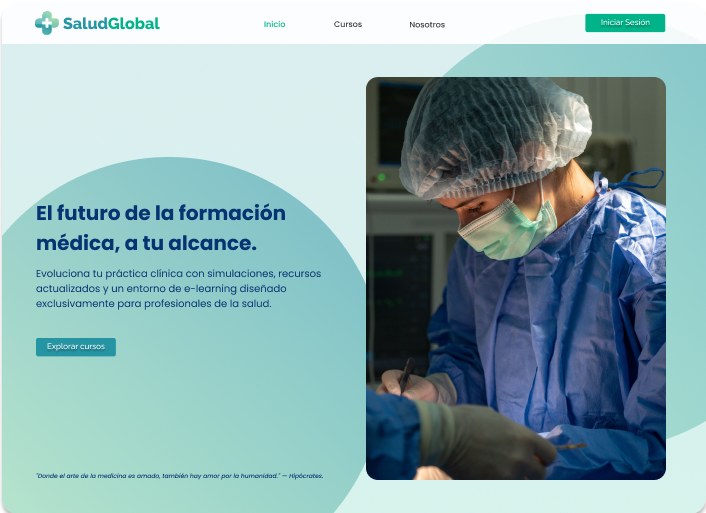 SaludGlobal
Inicio
Cursos
Nosotros
Iniciar Sesión
El futuro de la formación
médica, a tu alcance.
Evoluciona tu práctica clínica con simulaciones, recursos
actualizados y un entorno de e-learning diseñado
exclusivamente para profesionales de la salud.
Explorar cursos
"Donde el arte de la medicina es amado, también hay amor por la humanidad." — Hipócrates.